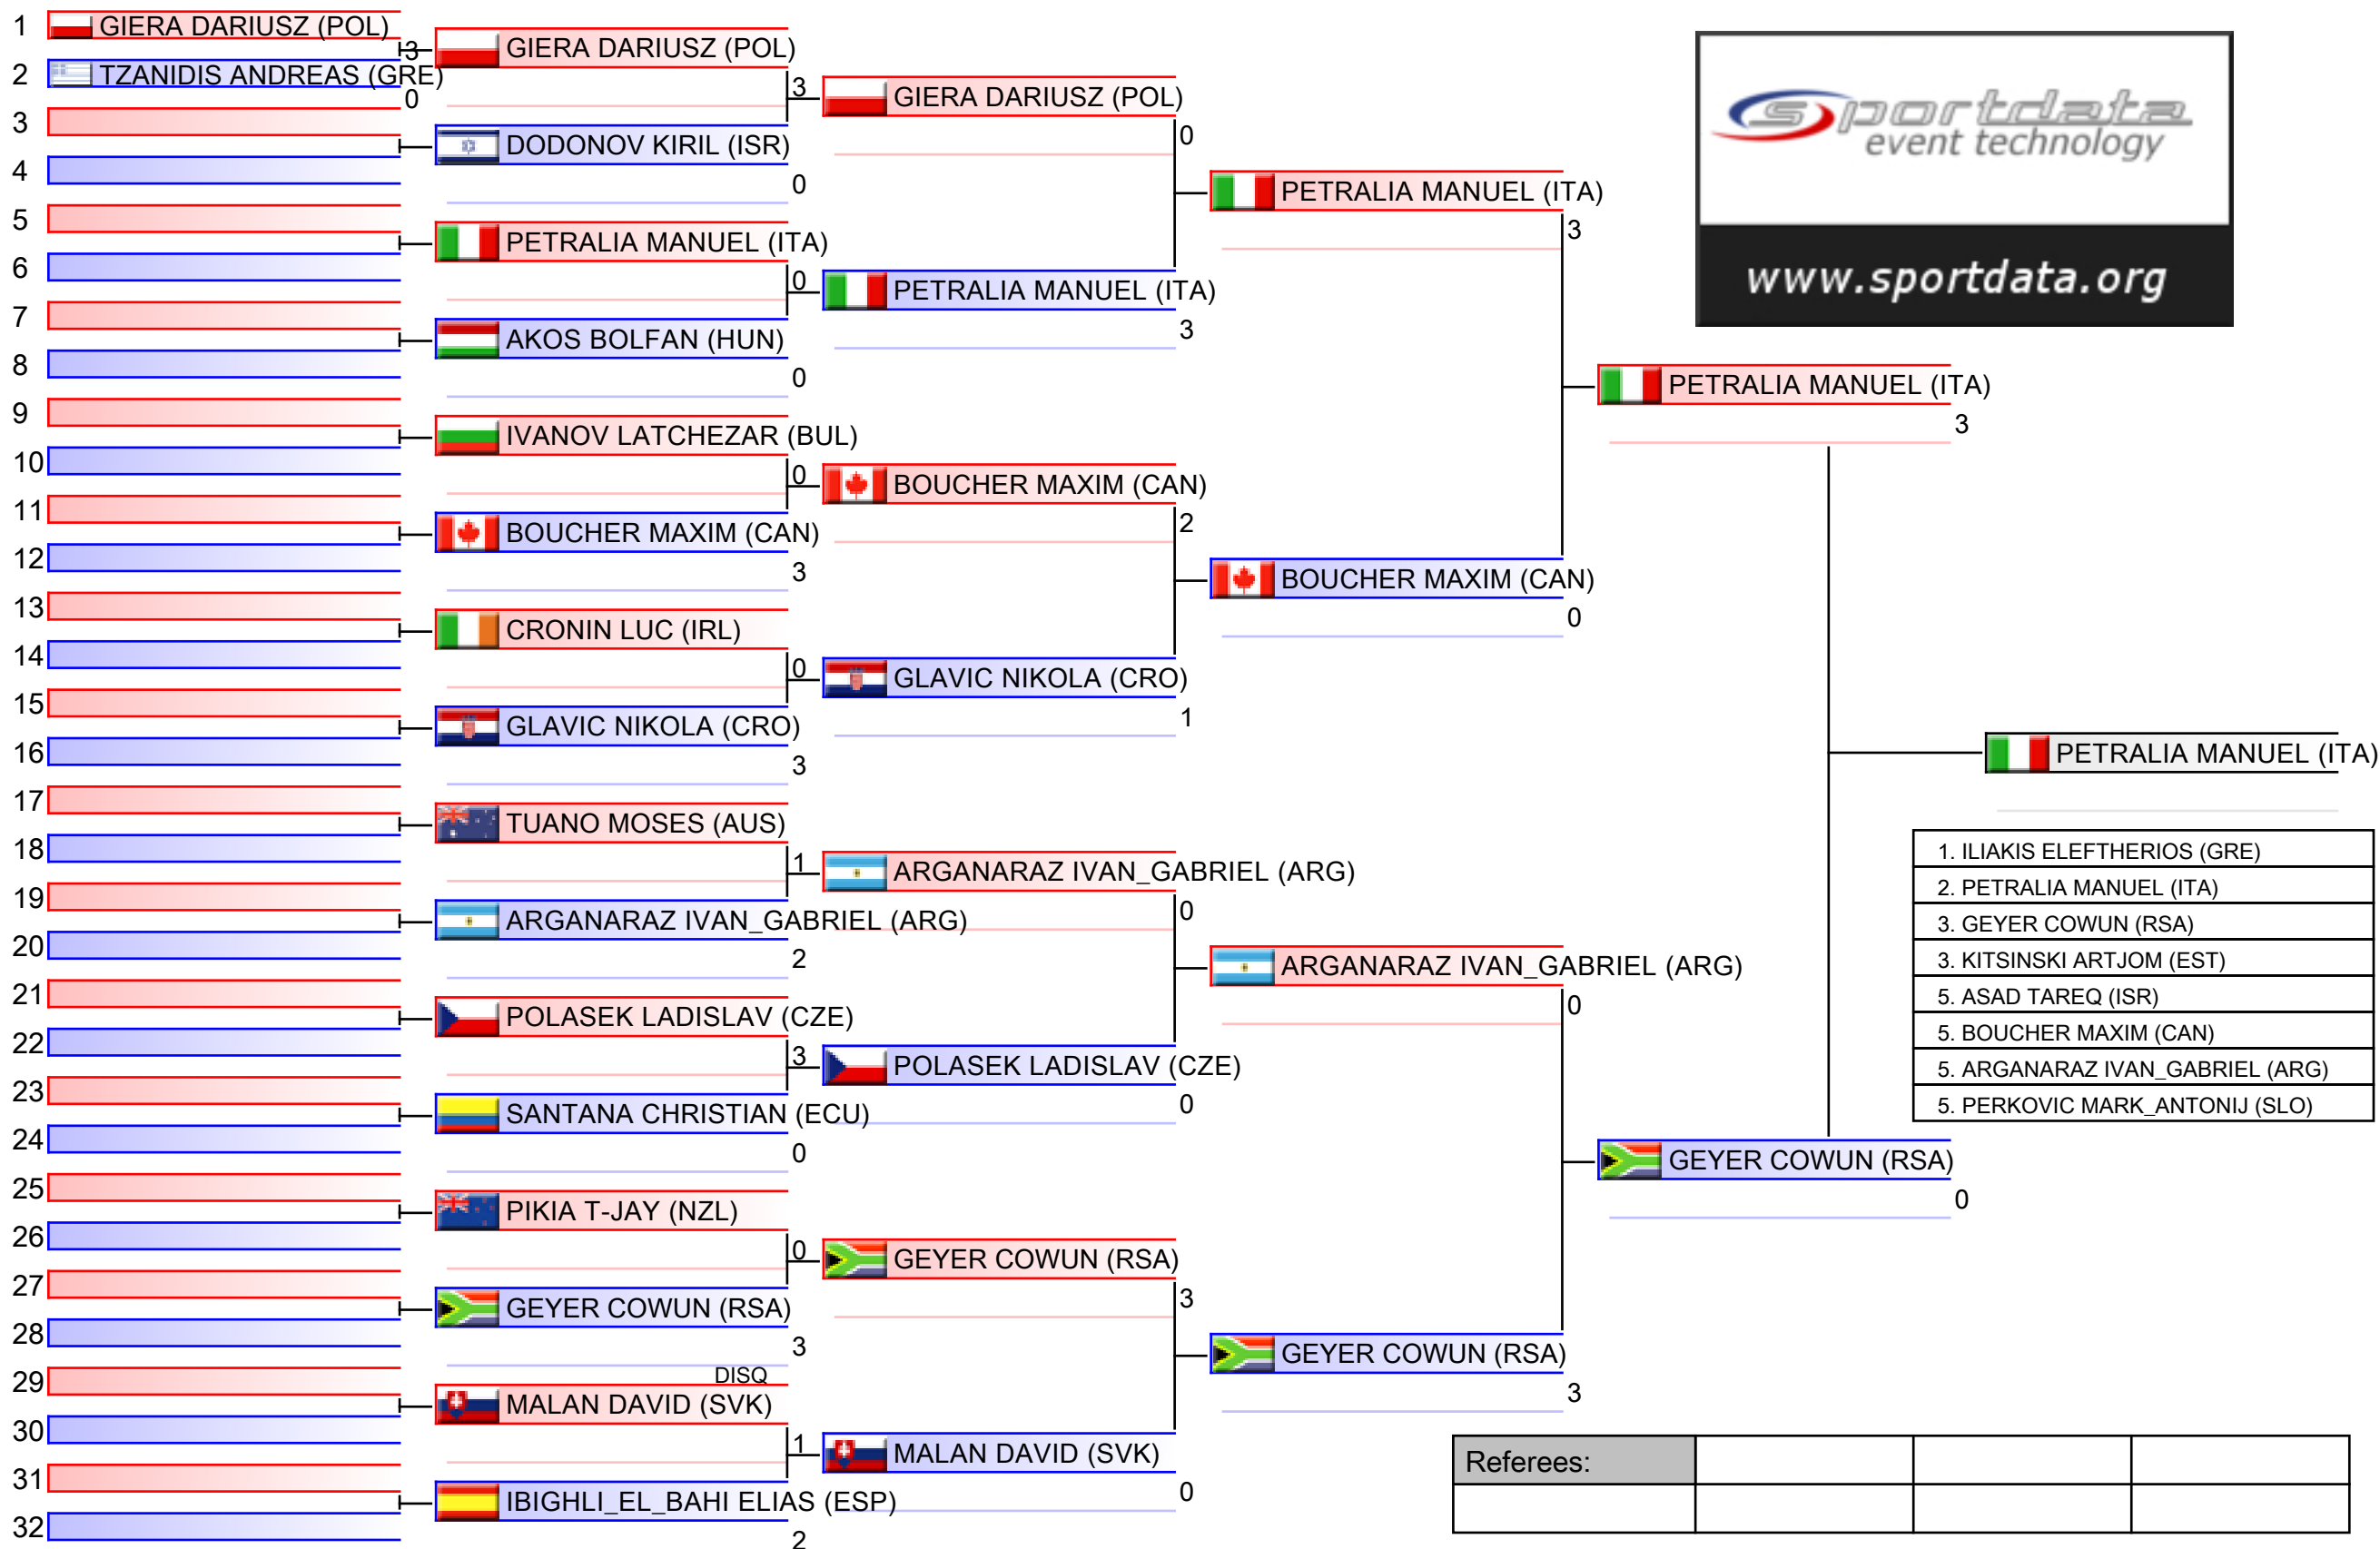 1 GIERA DARIUSZ (POL)
3
2 TZANIDIS ANDREAS (GRE)
0
3
4
5
6
7
8
9
10
11
12
13
14
15
16
17
18
19
20
21
22
23
24
25
26
27
28
29
30
31
32
GIERA DARIUSZ (POL)
3
DODONOV KIRIL (ISR)
0
PETRALIA MANUEL (ITA)
0
AKOS BOLFAN (HUN)
0
IVANOV LATCHEZAR (BUL)
0
BOUCHER MAXIM (CAN)
3
CRONIN LUC (IRL)
0
GLAVIC NIKOLA (CRO)
3
TUANO MOSES (AUS)
1
ARGANARAZ IVAN_GABRIEL (ARG)
2
POLASEK LADISLAV (CZE)
3
SANTANA CHRISTIAN (ECU)
0
PIKIA T-JAY (NZL)
0
GEYER COWUN (RSA)
3
DISQ
MALAN DAVID (SVK)
1
IBIGHLI_EL_BAHI ELIAS (ESP)
2
GIERA DARIUSZ (POL)
0
PETRALIA MANUEL (ITA)
3
BOUCHER MAXIM (CAN)
2
GLAVIC NIKOLA (CRO)
1
ARGANARAZ IVAN_GABRIEL (ARG)
0
POLASEK LADISLAV (CZE)
0
GEYER COWUN (RSA)
3
MALAN DAVID (SVK)
0
PETRALIA MANUEL (ITA)
3
BOUCHER MAXIM (CAN)
0
ARGANARAZ IVAN_GABRIEL (ARG)
0
GEYER COWUN (RSA)
3
PETRALIA MANUEL (ITA)
3
GEYER COWUN (RSA)
0
PETRALIA MANUEL (ITA)
sportdata
event technology
www.sportdata.org
1. ILIAKIS ELEFTHERIOS (GRE)
2. PETRALIA MANUEL (ITA)
3. GEYER COWUN (RSA)
3. KITSINSKI ARTJOM (EST)
5. ASAD TAREQ (ISR)
5. BOUCHER MAXIM (CAN)
5. ARGANARAZ IVAN_GABRIEL (ARG)
5. PERKOVIC MARK_ANTONIJ (SLO)
Referees: